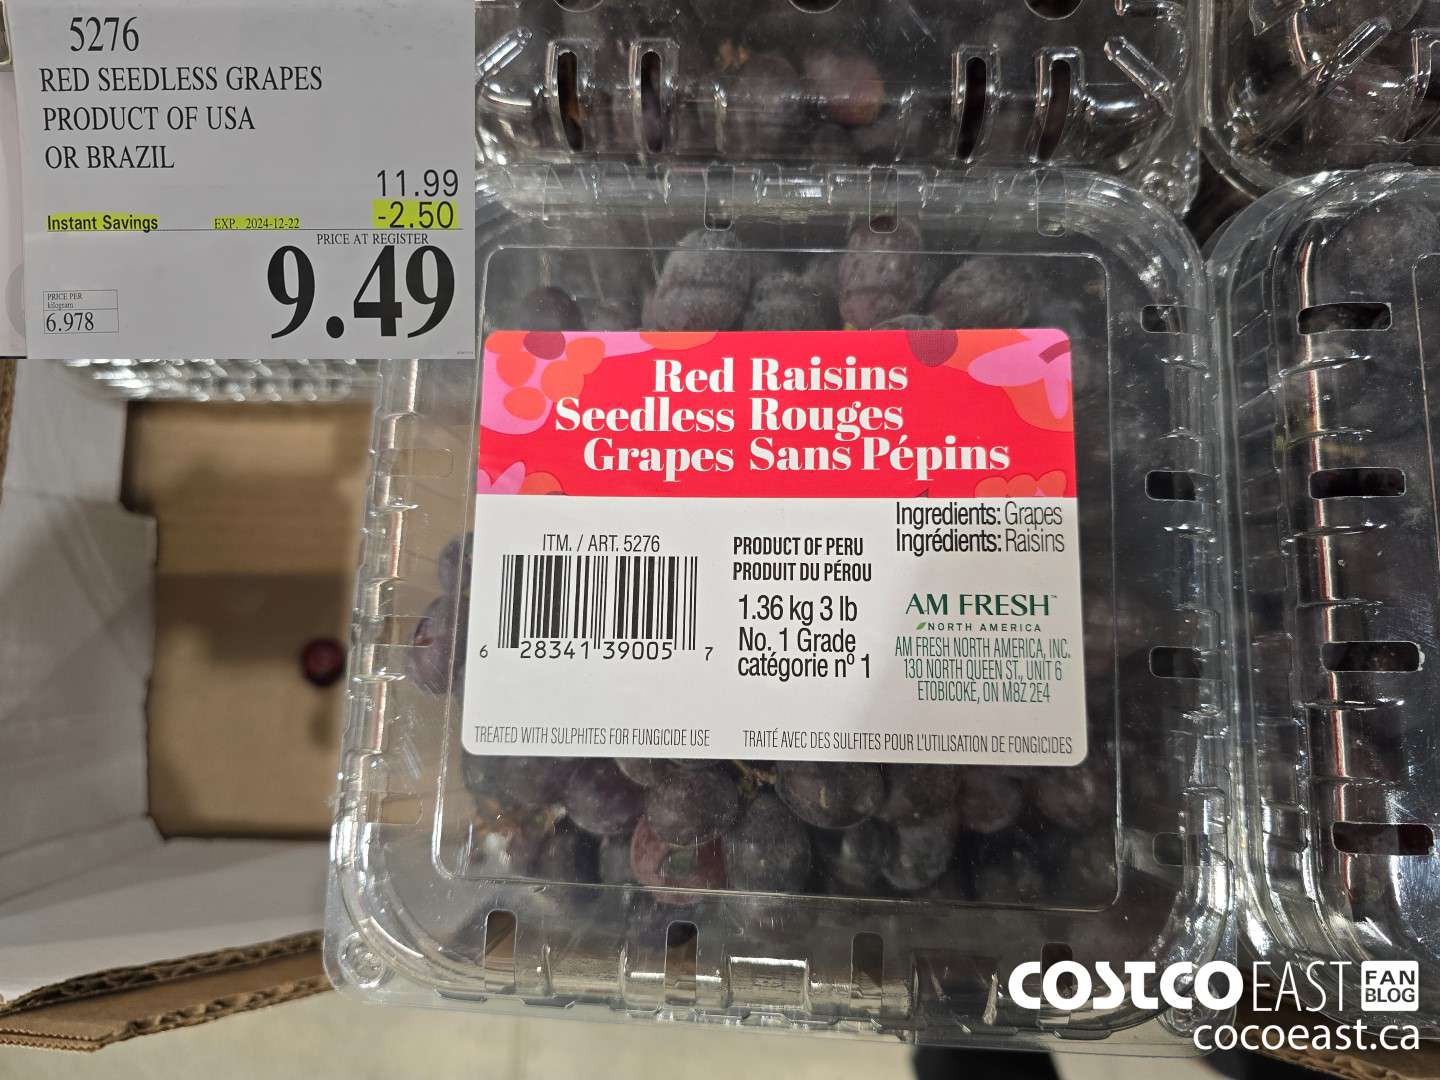 5276
RED SEEDLESS GRAPES
PRODUCT OF USA
OR BRAZIL
11.99
Instant Savings EXP. 2024-12-22 -2.50
PRICE AT REGISTER
9.49
PRICE PER
kilogram
6.978
Red Raisins
Seedless Rouges
Grapes Sans Pépins
Ingredients: Grapes
Ingrédients: Raisins
ITM. / ART. 5276
6 28341 39005 7
PRODUCT OF PERU
PRODUIT DU PÉROU
1.36 kg 3 lb
No. 1 Grade
catégorie nº 1
AM FRESH™
NORTH AMERICA
AM FRESH NORTH AMERICA, INC.
130 NORTH QUEEN ST., UNIT 6
ETOBICOKE, ON M8Z 2E4
TREATED WITH SULPHITES FOR FUNGICIDE USE
TRAITÉ AVEC DES SULFITES POUR L'UTILISATION DE FONGICIDES
COSTCO EAST FAN BLOG
cocoeast.ca